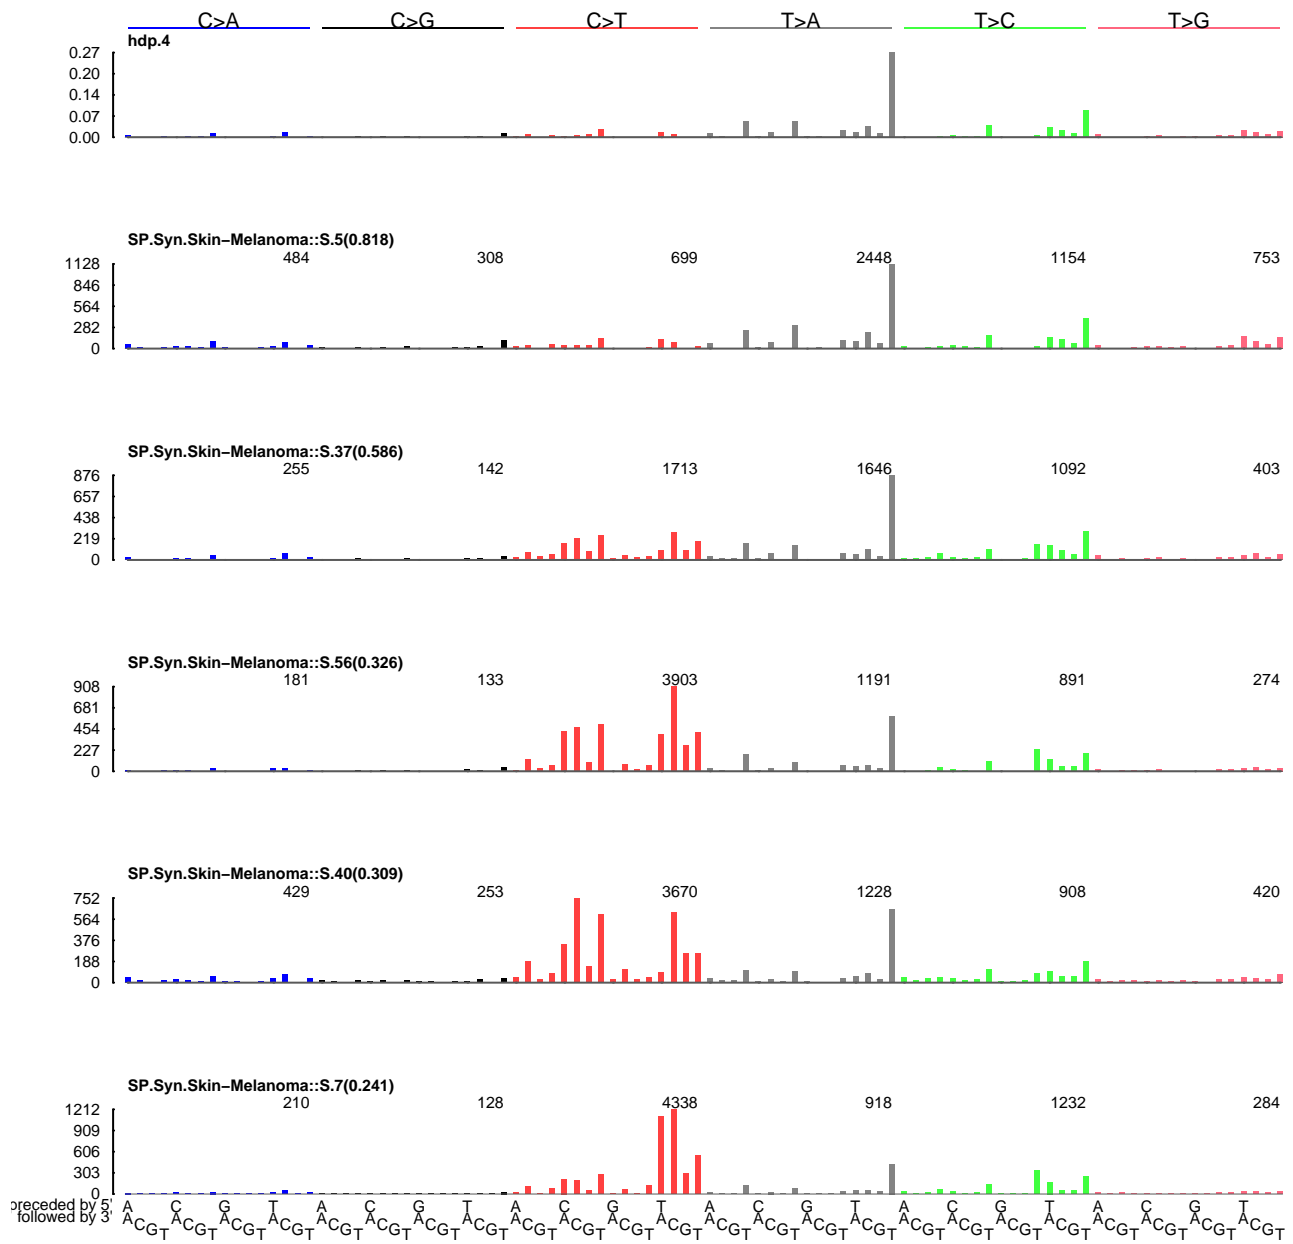 C>A C>G C>T T>A T>C T>G
hdp.4
0.27
0.20
0.14
0.07
0.00
SP.Syn.Skin−Melanoma::S.5(0.818)
484 308 699 2448 1154 753
1128
846
564
282
0
SP.Syn.Skin−Melanoma::S.37(0.586)
255 142 1713 1646 1092 403
876
657
438
219
0
SP.Syn.Skin−Melanoma::S.56(0.326)
181 133 3903 1191 891 274
908
681
454
227
0
SP.Syn.Skin−Melanoma::S.40(0.309)
429 253 3670 1228 908 420
752
564
376
188
0
SP.Syn.Skin−Melanoma::S.7(0.241)
210 128 4338 918 1232 284
1212
909
606
303
0
preceded by 5' A C G T A C G T A C G T A C G T A C G T A C G T
followed by 3' A C G T A C G T A C G T A C G T A C G T A C G T A C G T A C G T A C G T A C G T A C G T A C G T A C G T A C G T A C G T A C G T A C G T A C G T A C G T A C G T A C G T A C G T A C G T A C G T